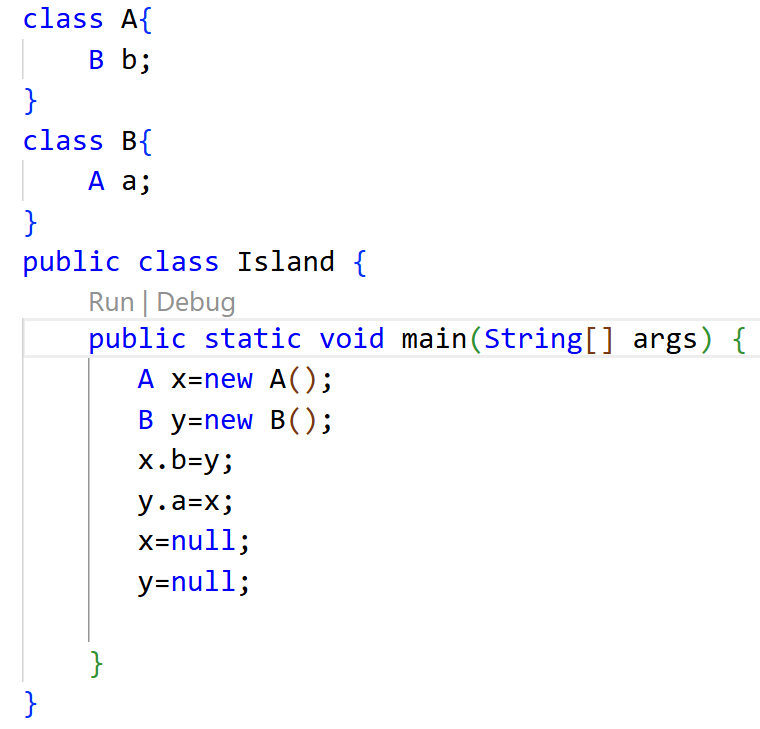 class A{
    B b;
}
class B{
    A a;
}
public class Island {
    Run | Debug
    public static void main(String[] args) {
       A x=new A();
       B y=new B();
       x.b=y;
       y.a=x;
       x=null;
       y=null;

    }
}